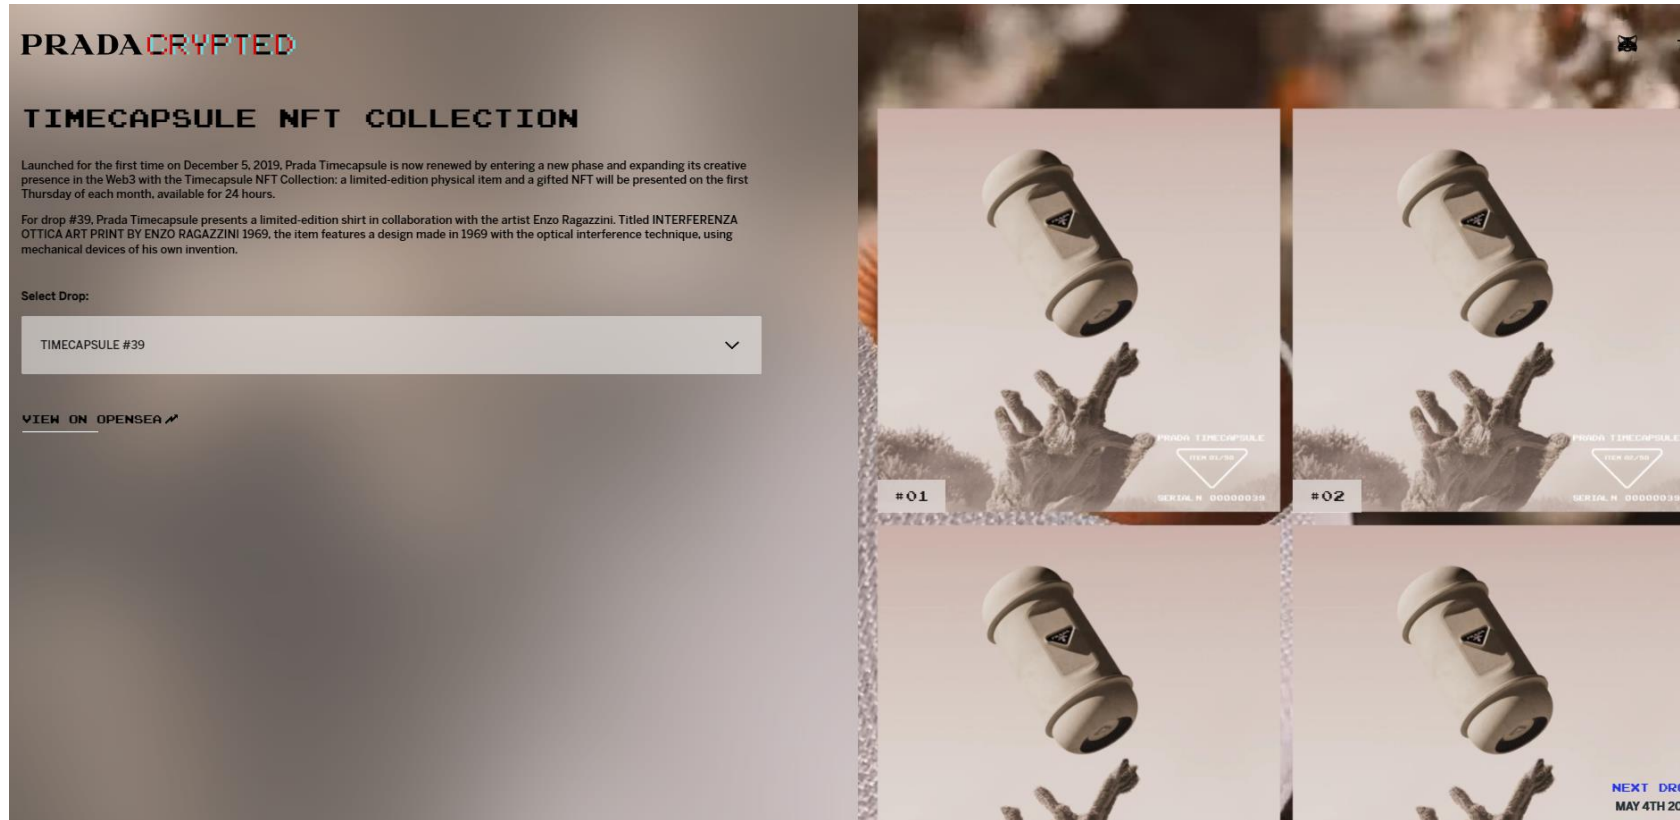 PRADA CRYPTED
TIMECAPSULE NFT COLLECTION
Launched for the first time on December 5, 2019, Prada Timecapsule is now renewed by entering a new phase and expanding its creative
presence in the Web3 with the Timecapsule NFT Collection: a limited-edition physical item and a gifted NFT will be presented on the first
Thursday of each month, available for 24 hours.
For drop #39, Prada Timecapsule presents a limited-edition shirt in collaboration with the artist Enzo Ragazzini. Titled INTERFERENZA
OTTICA ART PRINT BY ENZO RAGAZZINI 1969, the item features a design made in 1969 with the optical interference technique, using
mechanical devices of his own invention.
Select Drop:
TIMECAPSULE #39
VIEW ON OPENSEA
PRADA TIMECAPSULE
SERIAL N 00000039
#01
PRADA TIMECAPSULE
SERIAL N 00000039
#02
NEXT
MAY 4TH